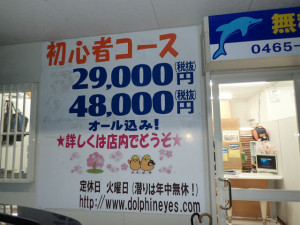 初心者コース
29,000円(税抜)
48,000円(税抜)
オール込み!
★詳しくは店内でどうぞ★
定休日 火曜日(潜りは年中無休!)
http://www.dolphineyes.com
無
0465-